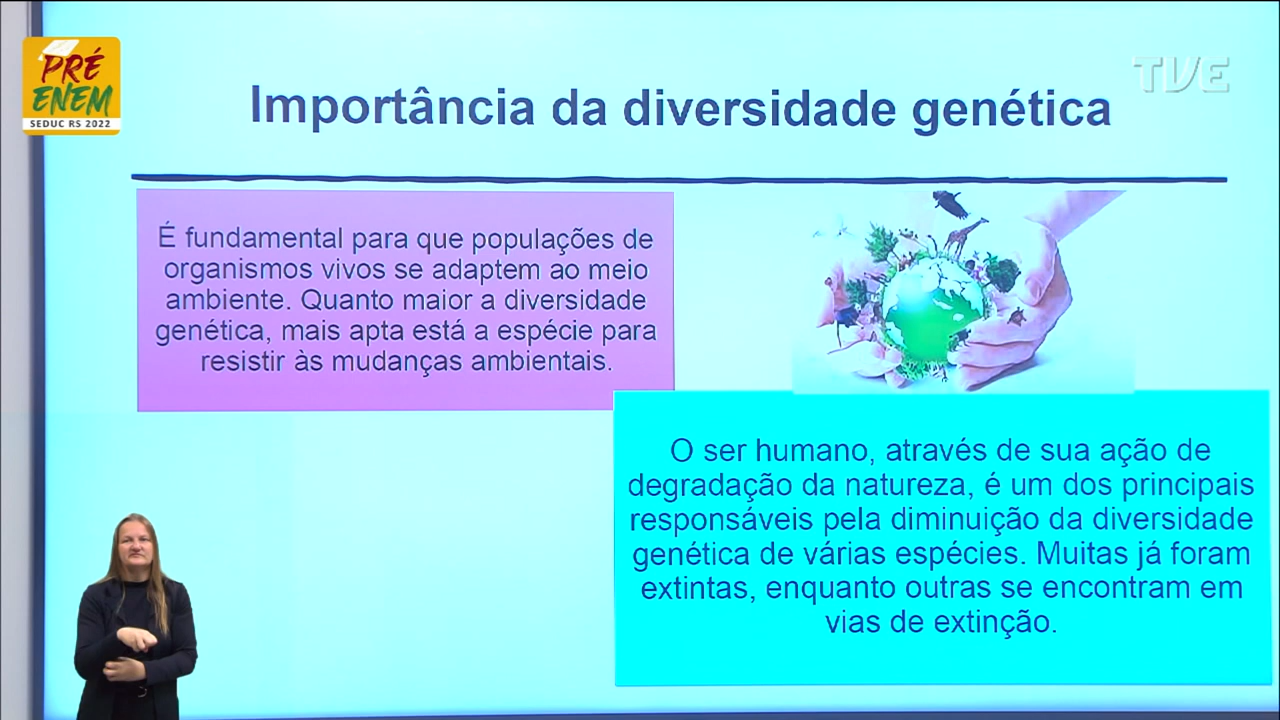 PRÉ
ENEM
SEDUC RS 2022
TVE
Importância da diversidade genética
É fundamental para que populações de
organismos vivos se adaptem ao meio
ambiente. Quanto maior a diversidade
genética, mais apta está a espécie para
resistir às mudanças ambientais.
O ser humano, através de sua ação de
degradação da natureza, é um dos principais
responsáveis pela diminuição da diversidade
genética de várias espécies. Muitas já foram
extintas, enquanto outras se encontram em
vias de extinção.